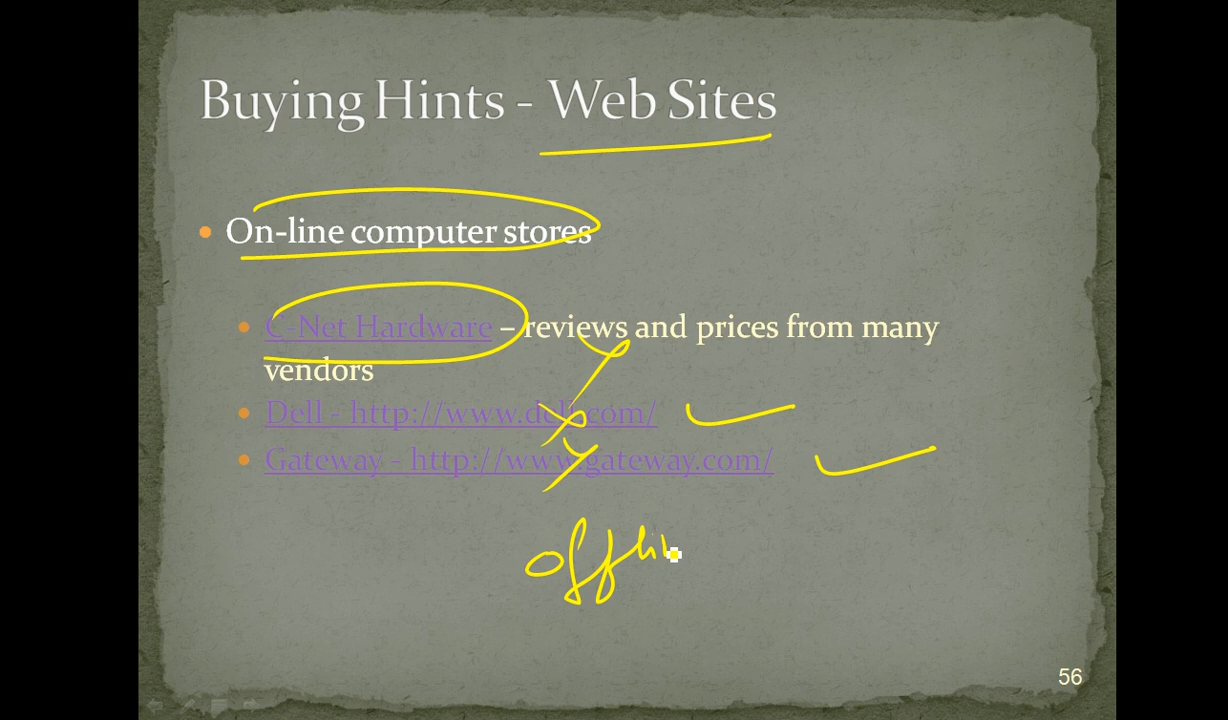 Buying Hints - Web Sites
On-line computer stores
C-Net Hardware – reviews and prices from many
vendors
Dell - http://www.dell.com/
Gateway - http://www.gateway.com/
56